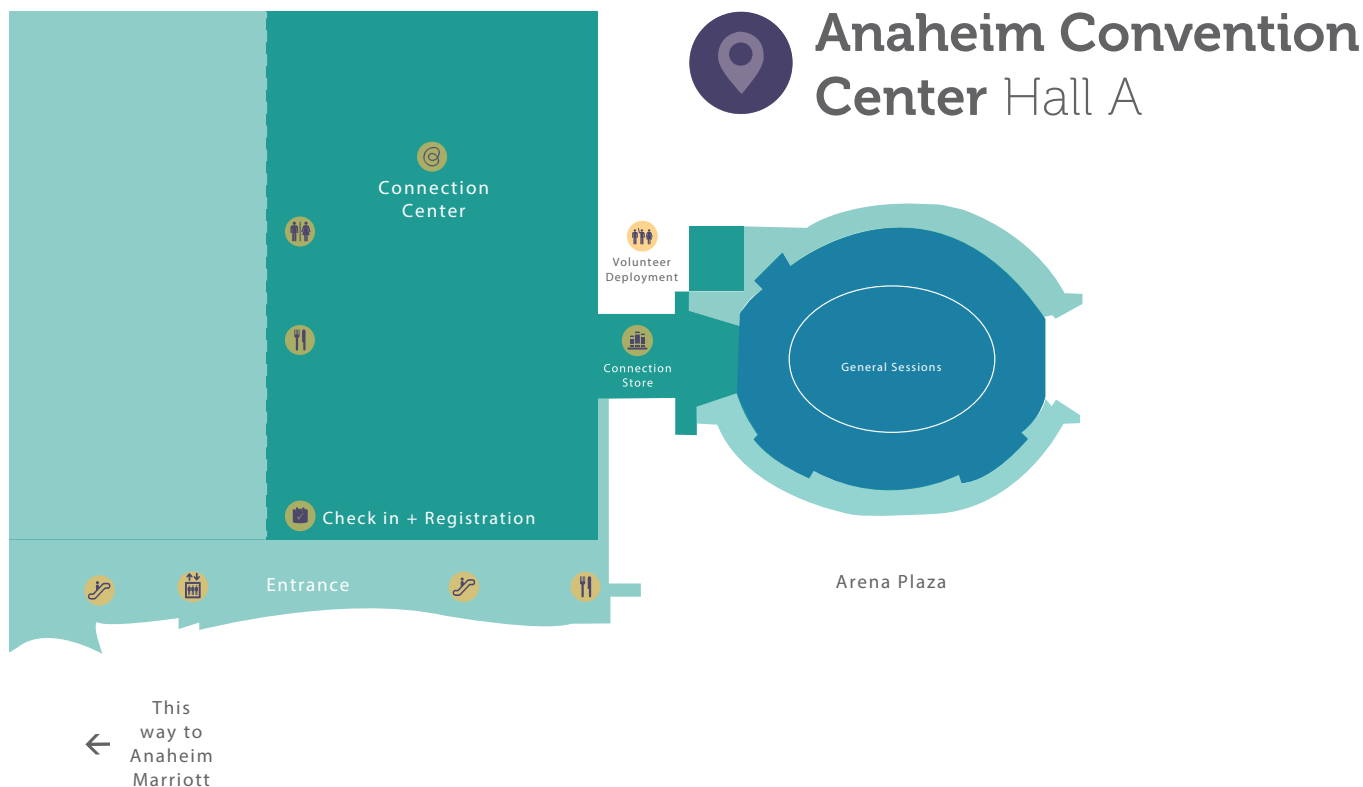 Anaheim Convention
Center Hall A
Connection
Center
Volunteer
Deployment
Connection
Store
General Sessions
Check in + Registration
Entrance
Arena Plaza
This
way to
Anaheim
Marriott